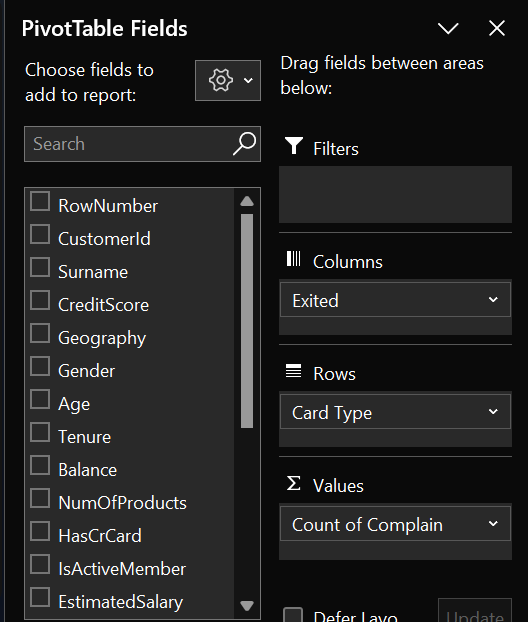 PivotTable Fields
Choose fields to
add to report:
Search
RowNumber
CustomerId
Surname
CreditScore
Geography
Gender
Age
Tenure
Balance
NumOfProducts
HasCrCard
IsActiveMember
EstimatedSalary
Drag fields between areas
below:
Filters
Columns
Exited
Rows
Card Type
Σ Values
Count of Complain
Defer Layo...
Update